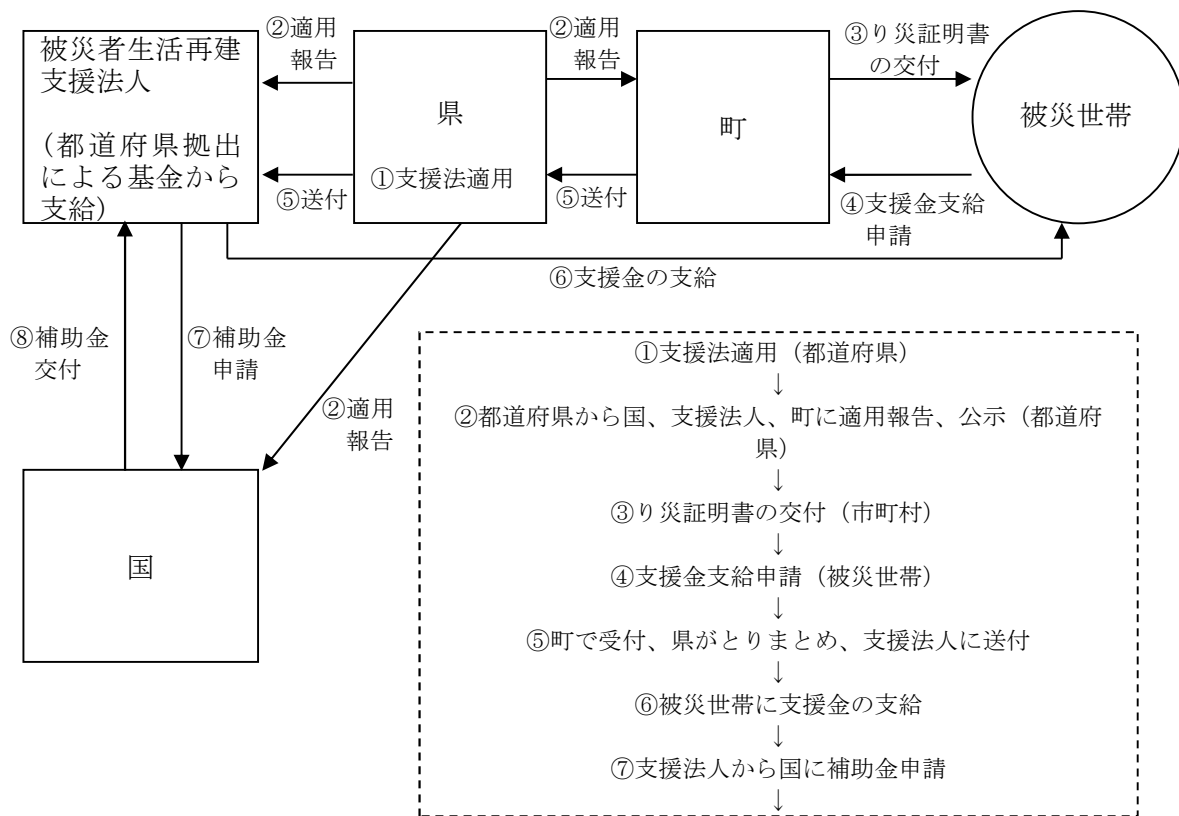 ②適用
報告
②適用
報告
③り災証明書
の交付
被災者生活再建
支援法人
(都道府県拠出
による基金から
支給)
県
①支援法適用
町
被災世帯
⑤送付
⑤送付
④支援金支給
申請
⑥支援金の支給
⑧補助金
交付
⑦補助金
申請
②適用
報告
国
①支援法適用(都道府県)
↓
②都道府県から国、支援法人、町に適用報告、公示(都道府
県)
↓
③り災証明書の交付(市町村)
↓
④支援金支給申請(被災世帯)
↓
⑤町で受付、県がとりまとめ、支援法人に送付
↓
⑥被災世帯に支援金の支給
↓
⑦支援法人から国に補助金申請
↓